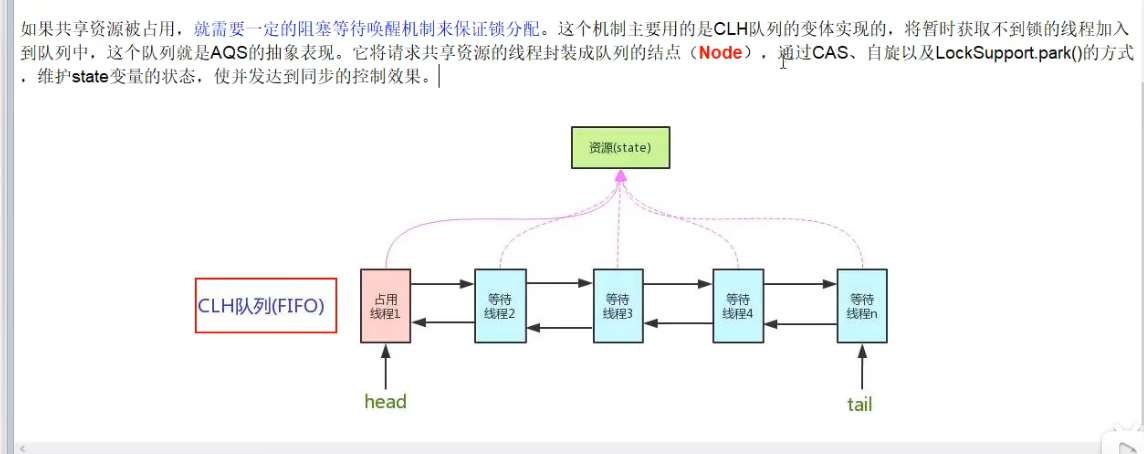 如果共享资源被占用，就需要一定的阻塞等待唤醒机制来保证锁分配。这个机制主要用的是CLH队列的变体实现的，将暂时获取不到锁的线程加入
到队列中，这个队列就是AQS的抽象表现。它将请求共享资源的线程封装成队列的结点（Node），通过CAS、自旋以及LockSupport.park()的方式
，维护state变量的状态，使并发达到同步的控制效果。
资源(state)
CLH队列(FIFO)
占用
线程1
等待
线程2
等待
线程3
等待
线程4
等待
线程n
head
tail